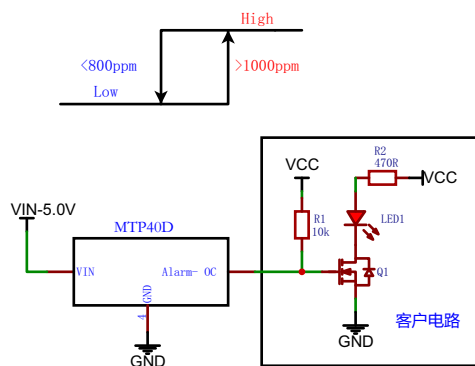 High
<800ppm
>1000ppm
Low
R2
470R
VCC
VCC
VIN-5.0V
R1
10k
LED1
MTP40D
VIN
Alarm- OC
Q1
GND
4
GND
GND
客户电路